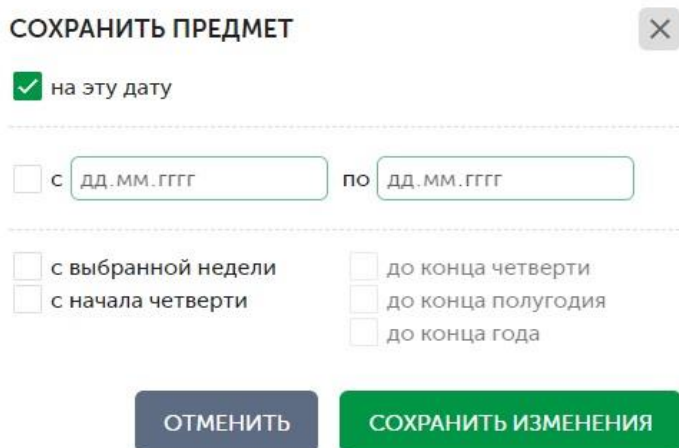 СОХРАНИТЬ ПРЕДМЕТ
на эту дату
с дд.мм.гггг по дд.мм.гггг
с выбранной недели до конца четверти
с начала четверти до конца полугодия
до конца года
ОТМЕНИТЬ СОХРАНИТЬ ИЗМЕНЕНИЯ